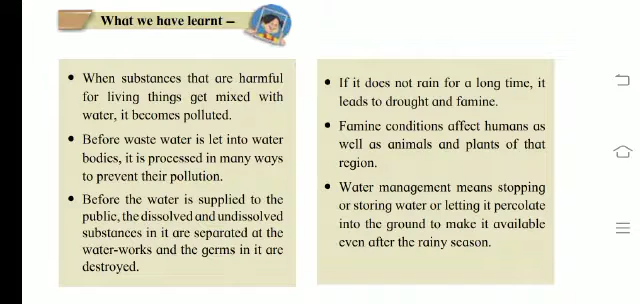 What we have learnt –
• When substances that are harmful
for living things get mixed with
water, it becomes polluted.
• Before waste water is let into water
bodies, it is processed in many ways
to prevent their pollution.
• Before the water is supplied to the
public, the dissolved and undissolved
substances in it are separated at the
water-works and the germs in it are
destroyed.
• If it does not rain for a long time, it
leads to drought and famine.
• Famine conditions affect humans as
well as animals and plants of that
region.
• Water management means stopping
or storing water or letting it percolate
into the ground to make it available
even after the rainy season.